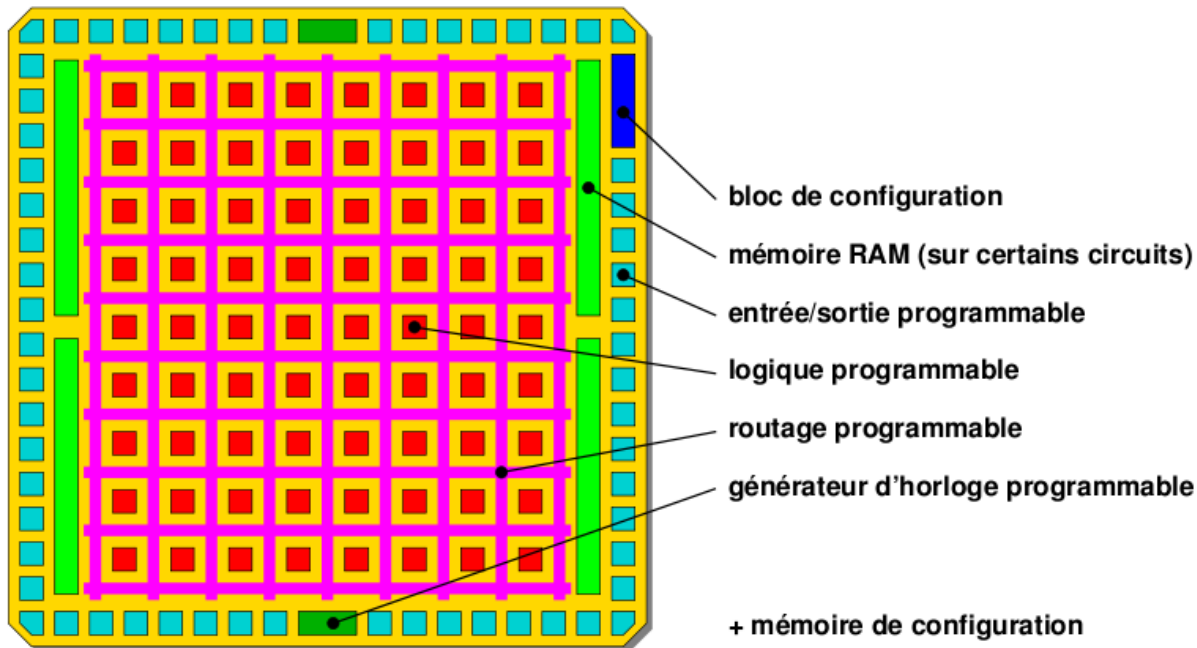 bloc de configuration
mémoire RAM (sur certains circuits)
entrée/sortie programmable
logique programmable
routage programmable
générateur d'horloge programmable
+ mémoire de configuration